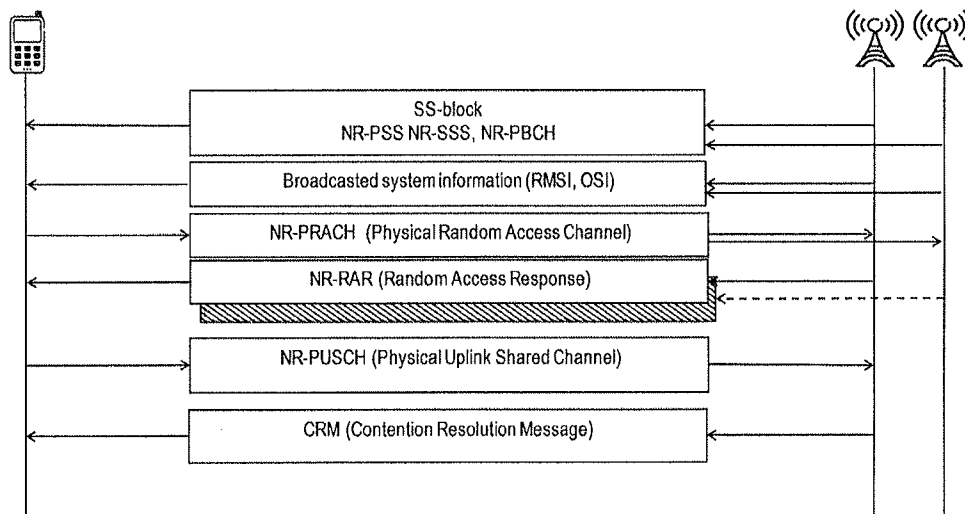 SS-block
NR-PSS NR-SSS, NR-PBCH
Broadcasted system information (RMSI, OSI)
NR-PRACH (Physical Random Access Channel)
NR-RAR (Random Access Response)
NR-PUSCH (Physical Uplink Shared Channel)
CRM (Contention Resolution Message)